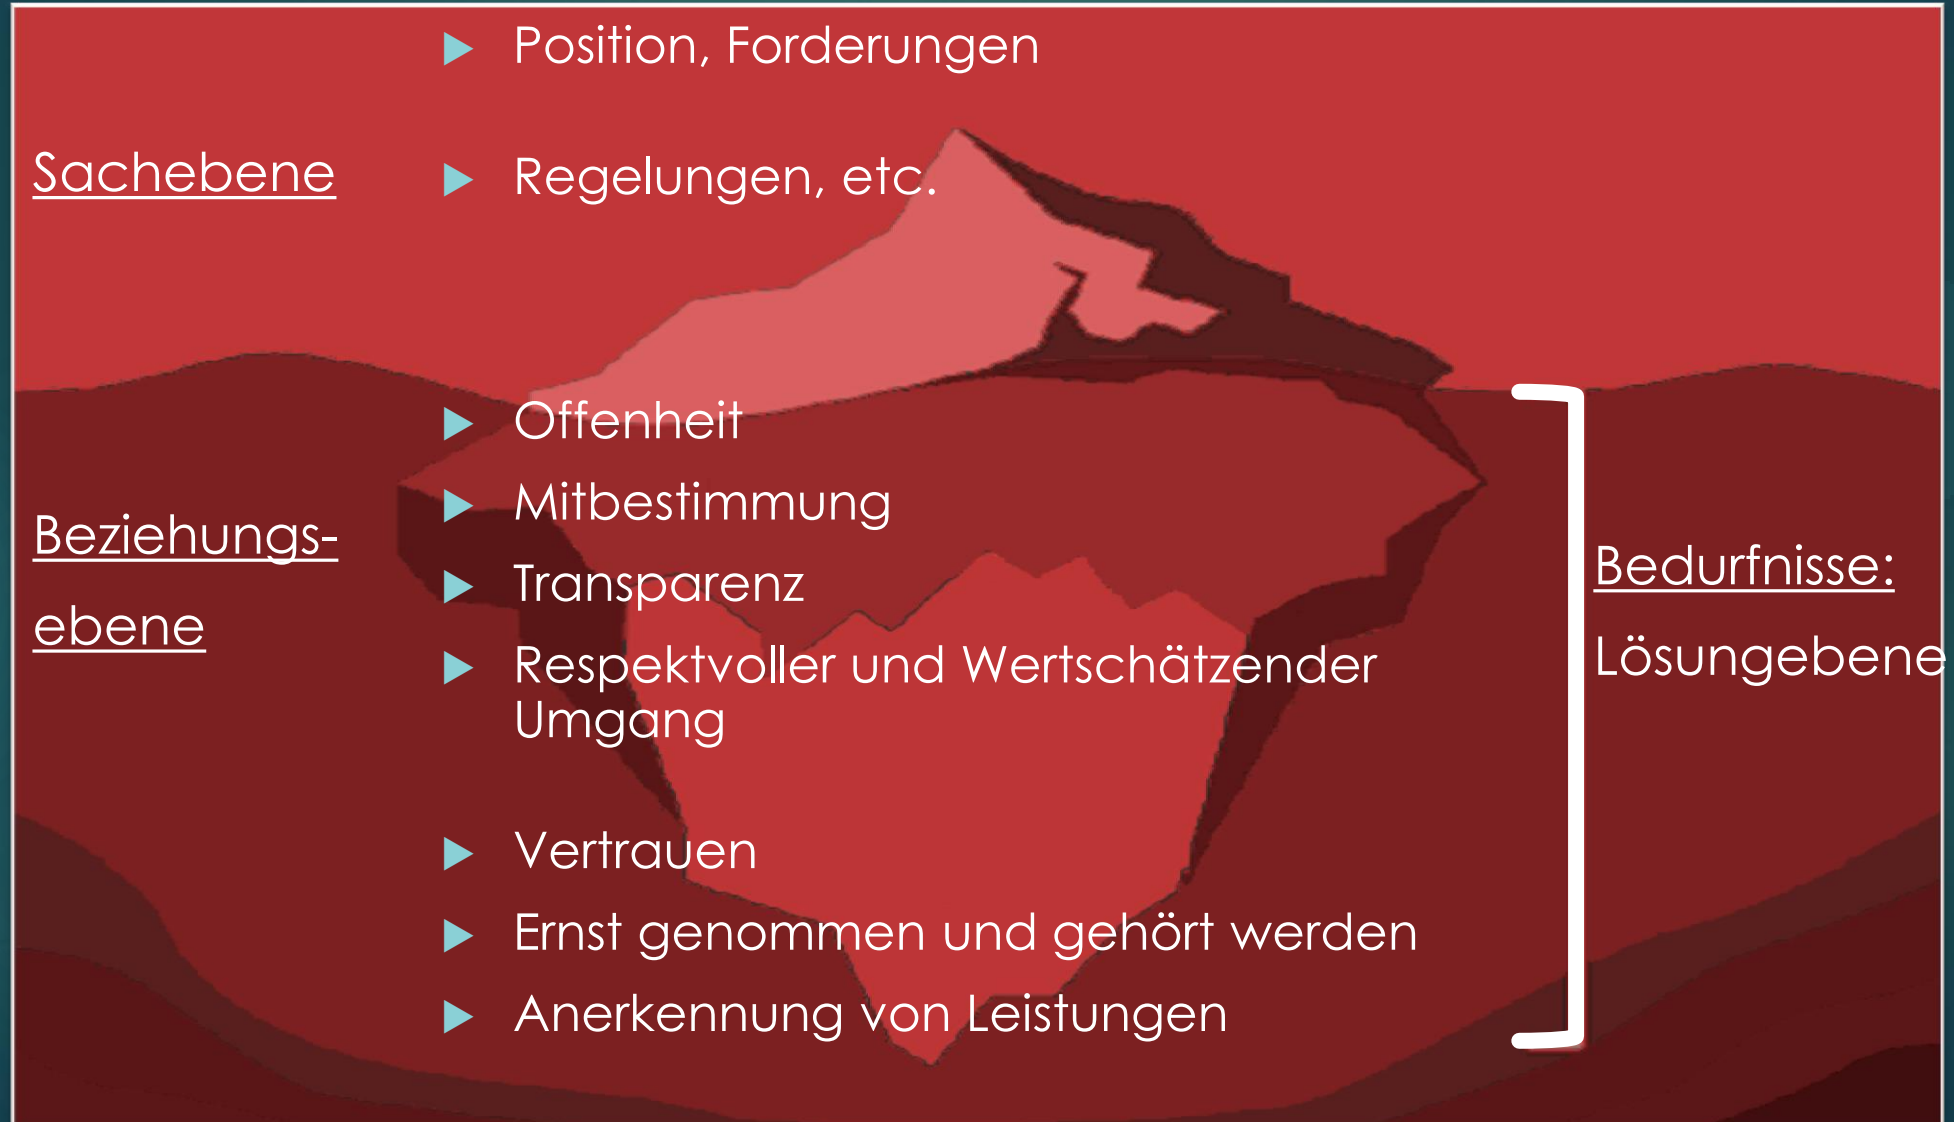 Position, Forderungen
Sachebene
Regelungen, etc.
Offenheit
Mitbestimmung
Beziehungs-
ebene
Transparenz
Respektvoller und Wertschätzender
Umgang
Vertrauen
Ernst genommen und gehört werden
Anerkennung von Leistungen
Bedurfnisse:
Lösungebene